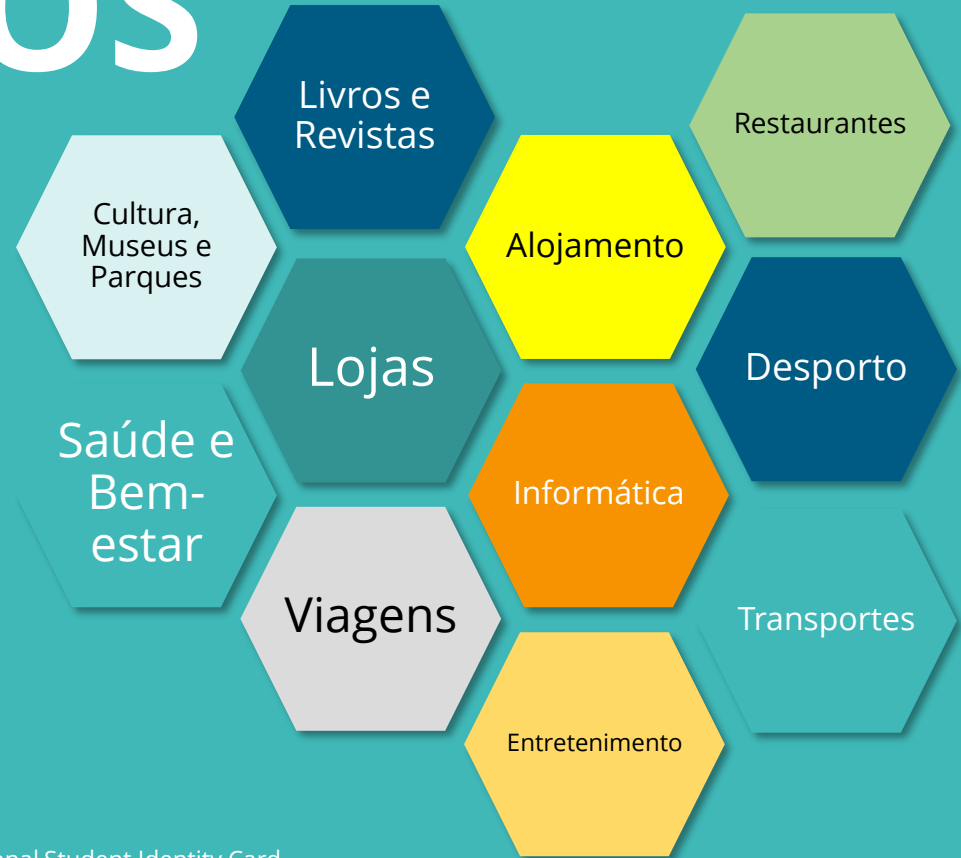 os
Livros e
Revistas
Restaurantes
Cultura,
Museus e
Parques
Alojamento
Lojas
Desporto
Saúde e
Bem-
estar
Informática
Viagens
Transportes
Entretenimento
Student Identity Card